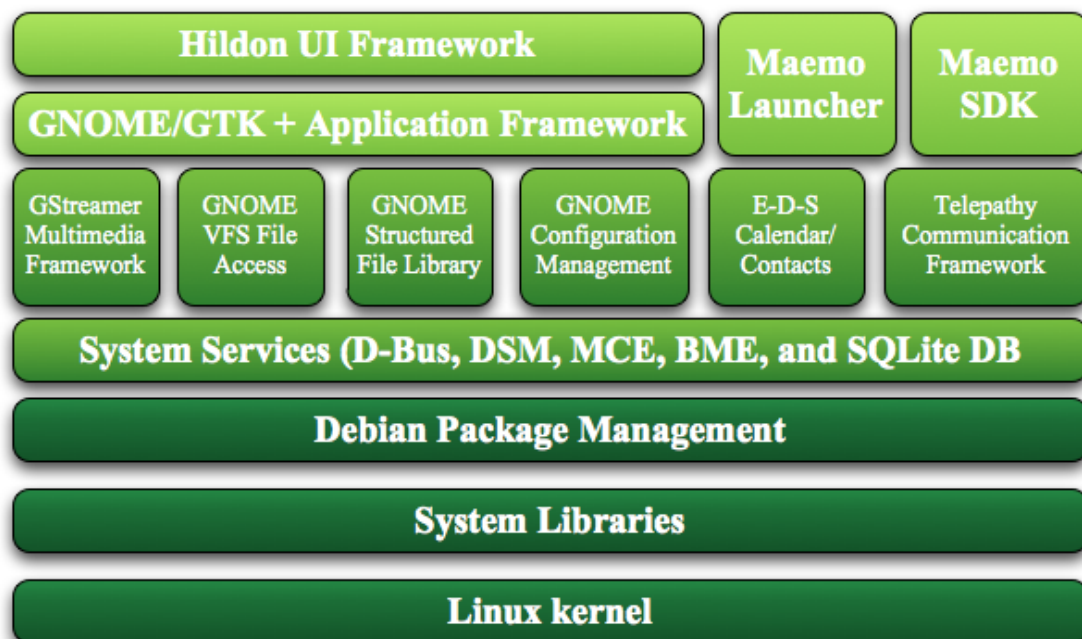 Hildon UI Framework
Maemo
Launcher
Maemo
SDK
GNOME/GTK + Application Framework
GStreamer
Multimedia
Framework
GNOME
VFS File
Access
GNOME
Structured
File Library
GNOME
Configuration
Management
E-D-S
Calendar/
Contacts
Telepathy
Communication
Framework
System Services (D-Bus, DSM, MCE, BME, and SQLite DB
Debian Package Management
System Libraries
Linux kernel